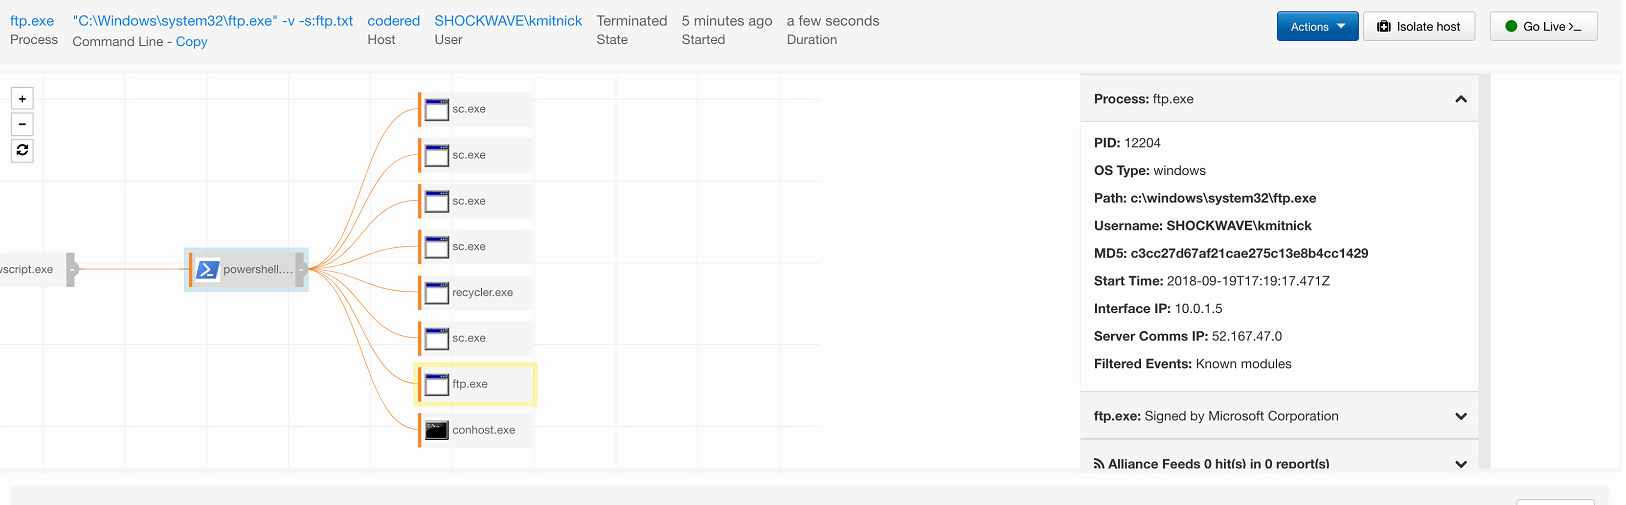 ftp.exe "C:\Windows\system32\ftp.exe" -v -s:ftp.txt codered SHOCKWAVE\kmitnick Terminated 5 minutes ago a few seconds
Process Command Line - Copy Host User State Started Duration
Actions Isolate host Go Live >_
+
−
sc.exe
sc.exe
sc.exe
sc.exe
wscript.exe powershell....
recycler.exe
sc.exe
ftp.exe
conhost.exe
Process: ftp.exe
PID: 12204
OS Type: windows
Path: c:\windows\system32\ftp.exe
Username: SHOCKWAVE\kmitnick
MD5: c3cc27d67af21cae275c13e8b4cc1429
Start Time: 2018-09-19T17:19:17.471Z
Interface IP: 10.0.1.5
Server Comms IP: 52.167.47.0
Filtered Events: Known modules
ftp.exe: Signed by Microsoft Corporation
Alliance Feeds 0 hit(s) in 0 report(s)